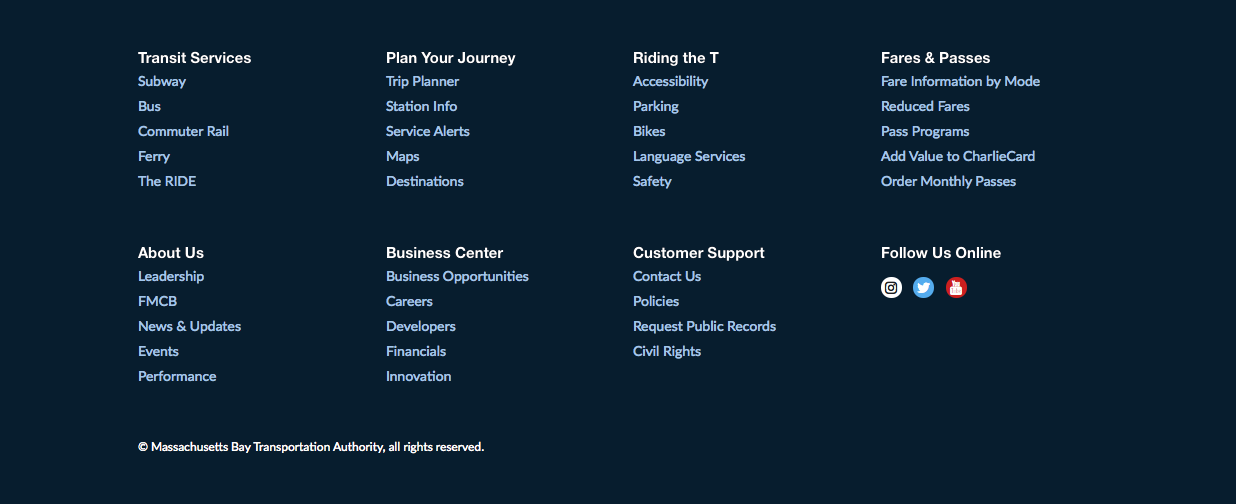 Transit Services
Subway
Bus
Commuter Rail
Ferry
The RIDE
Plan Your Journey
Trip Planner
Station Info
Service Alerts
Maps
Destinations
Riding the T
Accessibility
Parking
Bikes
Language Services
Safety
Fares & Passes
Fare Information by Mode
Reduced Fares
Pass Programs
Add Value to CharlieCard
Order Monthly Passes
About Us
Leadership
FMCB
News & Updates
Events
Performance
Business Center
Business Opportunities
Careers
Developers
Financials
Innovation
Customer Support
Contact Us
Policies
Request Public Records
Civil Rights
Follow Us Online
© Massachusetts Bay Transportation Authority, all rights reserved.